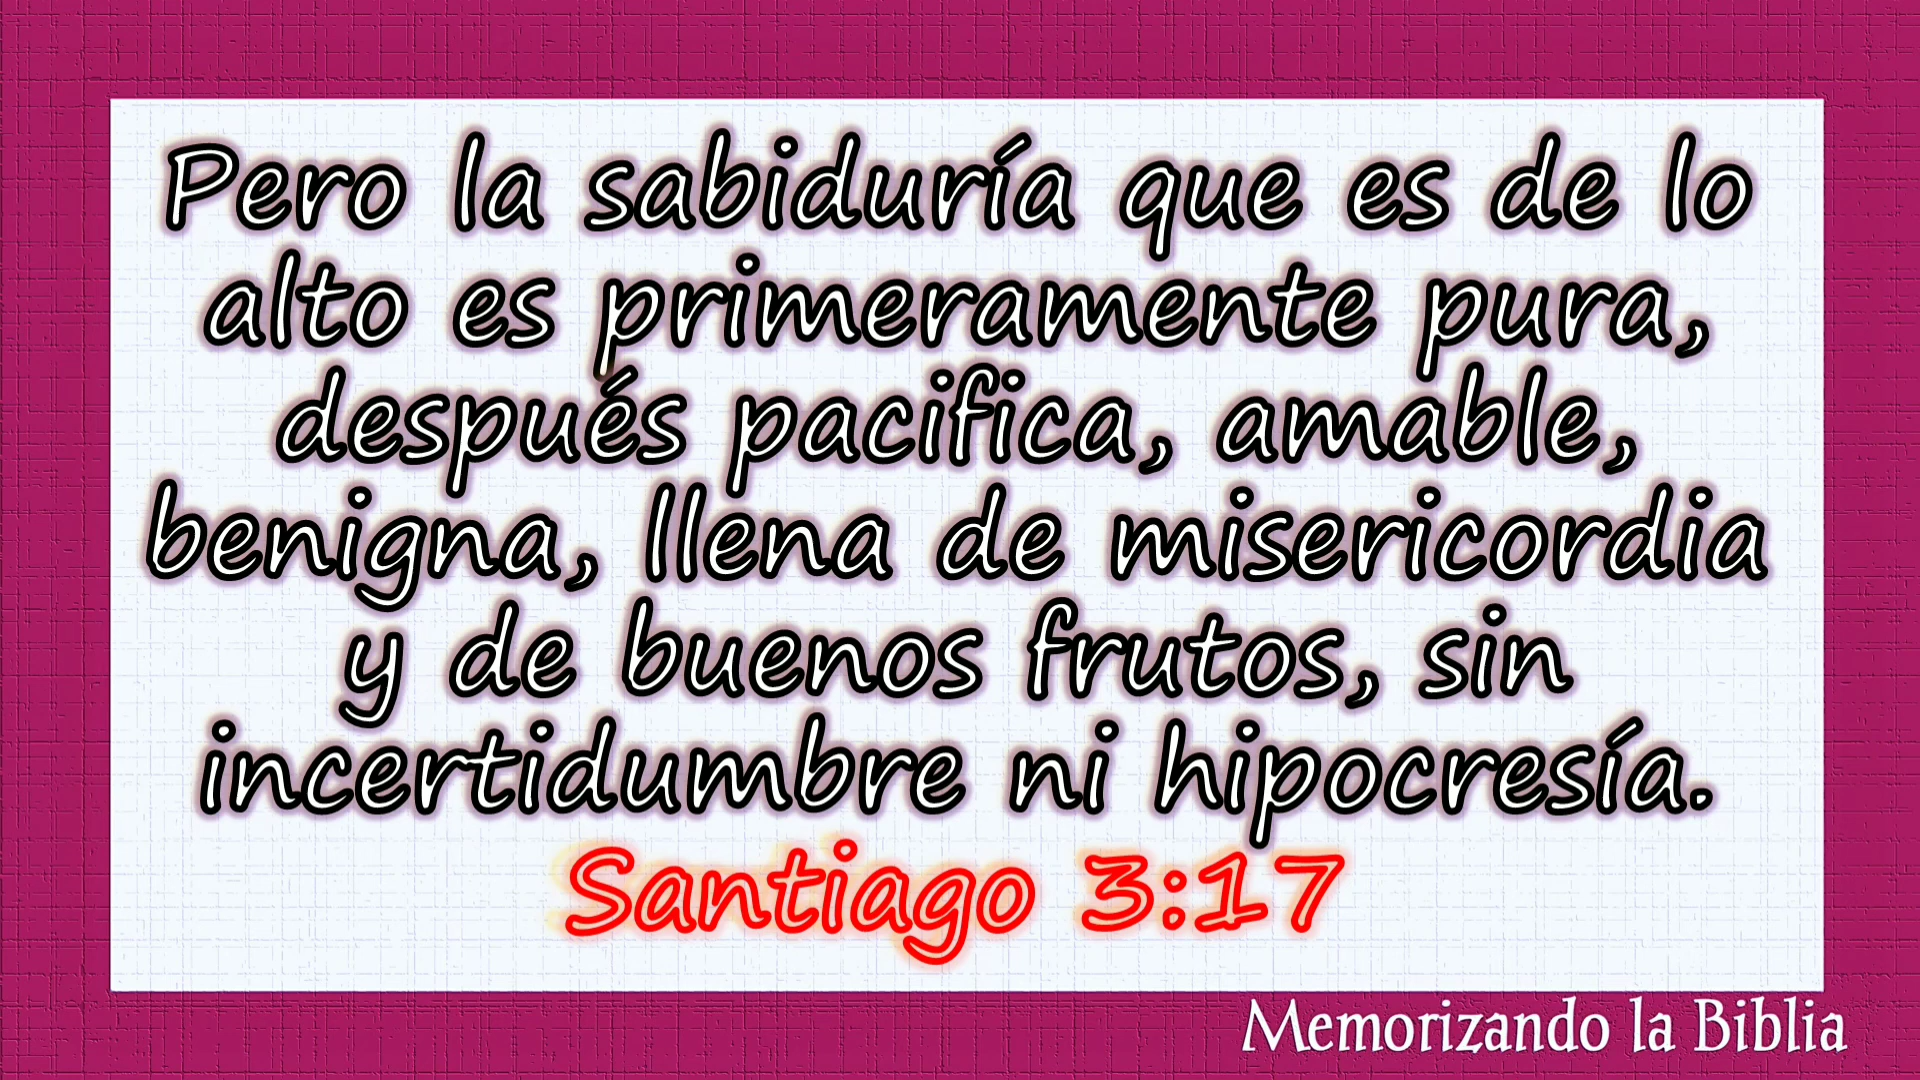 Pero la sabiduría que es de lo
alto es primeramente pura,
después pacifica, amable,
benigna, llena de misericordia
y de buenos frutos, sin
incertidumbre ni hipocresía.
Santiago 3:17
Memorizando la Biblia